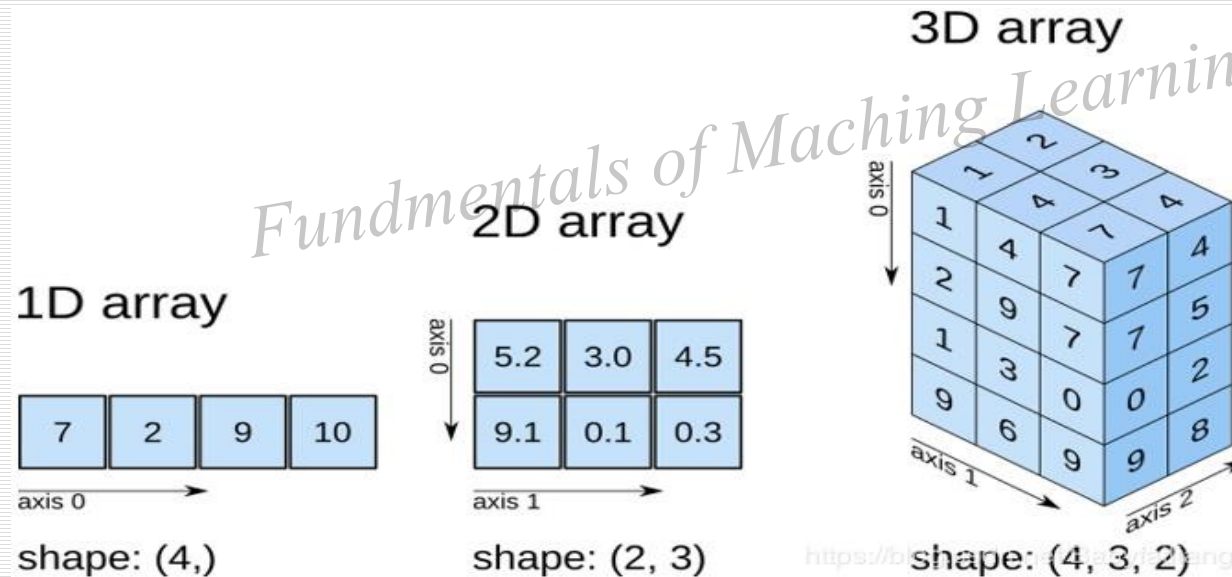 3D array
Fundmentals of Maching
2D array
1D array
axis 0
1 2
4 3
7 4
1 4 7
2 9 7
1 3 0
9 6 9
7 4
7 5
0 2
9 8
axis 1
axis 2
axis 0
5.2 3.0 4.5
9.1 0.1 0.3
axis 1
7 2 9 10
axis 0
shape: (4,)
shape: (2, 3)
shape: (4, 3, 2)